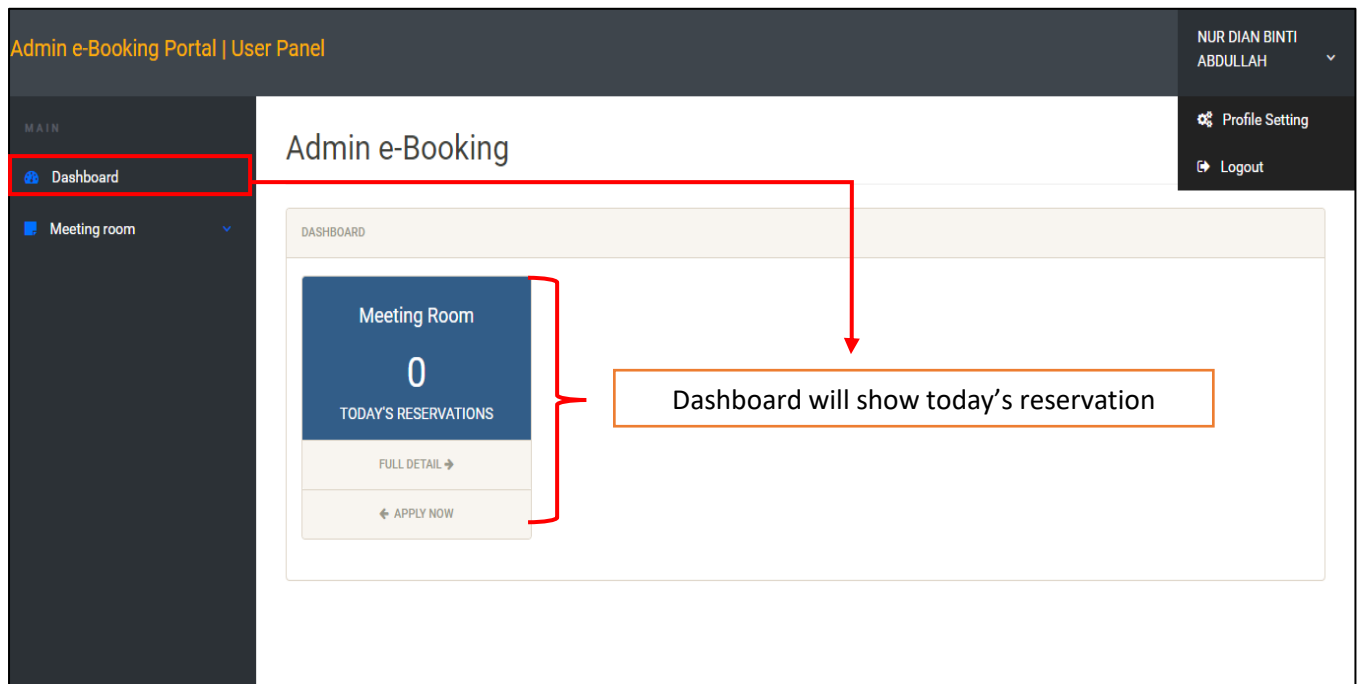 Admin e-Booking Portal | User Panel
NUR DIAN BINTI
ABDULLAH
Profile Setting
Logout
MAIN
Dashboard
Meeting room
Admin e-Booking
DASHBOARD
Meeting Room
0
TODAY'S RESERVATIONS
FULL DETAIL
APPLY NOW
Dashboard will show today’s reservation